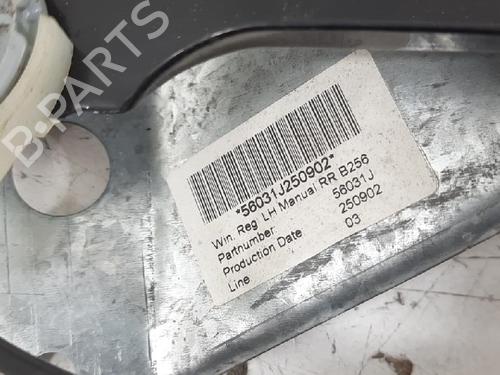 B-PARTS
*56031J250902*
Win. Reg. LH Manual RR B256
Partnumber: 56031J
Production Date 250902
Line 03